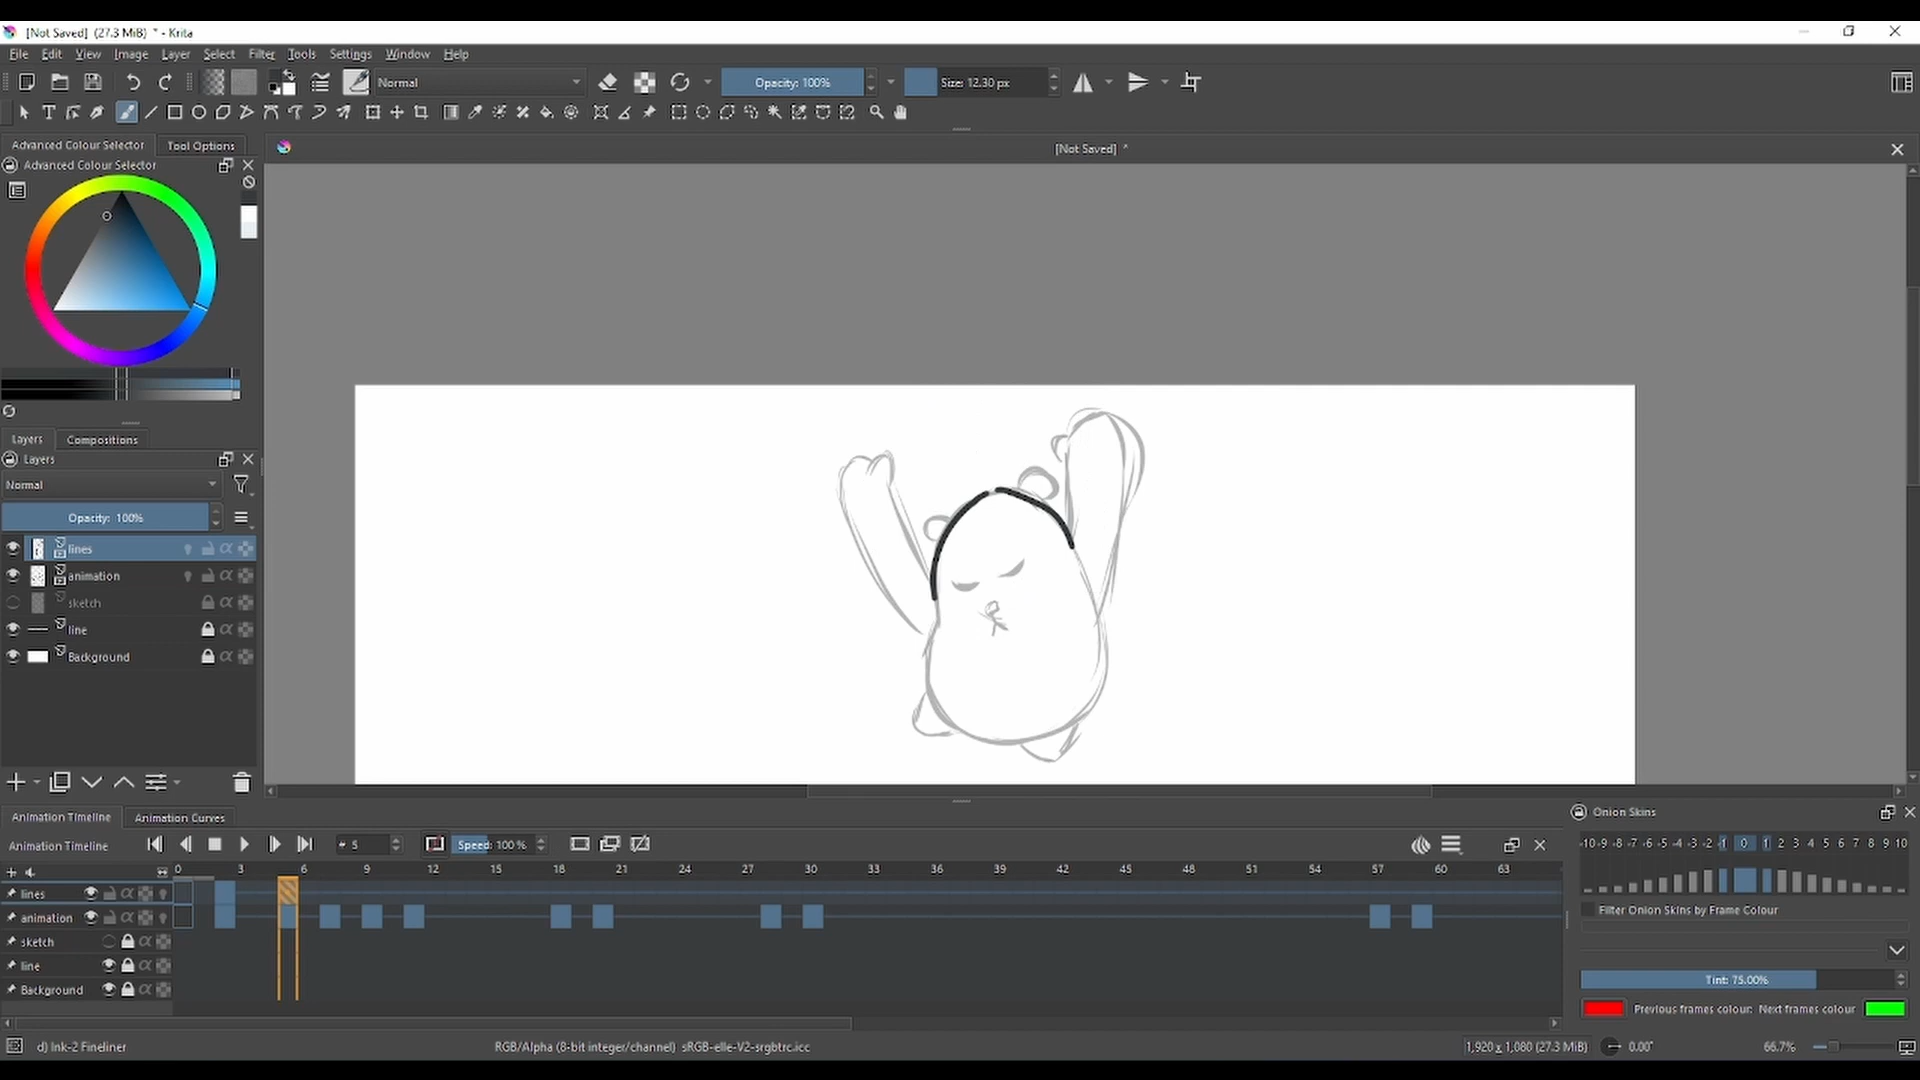 [Not Saved] (27.3 MiB) * - Krita
File Edit View Image Layer Select Filter Tools Settings Window Help
Normal
Opacity: 100%
Size: 12.30 px
Advanced Colour Selector
Tool Options
[Not Saved] *
Advanced Colour Selector
Layers
Compositions
Layers
Normal
Opacity: 100%
lines
animation
sketch
line
Background
Animation Timeline
Animation Curves
Onion Skins
Animation Timeline
# 5
Speed: 100 %
-10 -9 -8 -7 -6 -5 -4 -3 -2 -1 0 1 2 3 4 5 6 7 8 9 10
0 3 6 9 12 15 18 21 24 27 30 33 36 39 42 45 48 51 54 57 60 63
lines
animation
sketch
line
Background
Filter Onion Skins by Frame Colour
Tint: 75.00%
Previous frames colour: Next frames colour
d) Ink-2 Fineliner
RGB/Alpha (8-bit integer/channel) sRGB-elle-V2-srgbtrc.icc
1,920 x 1,080 (27.3 MiB)
0.00°
66.7%